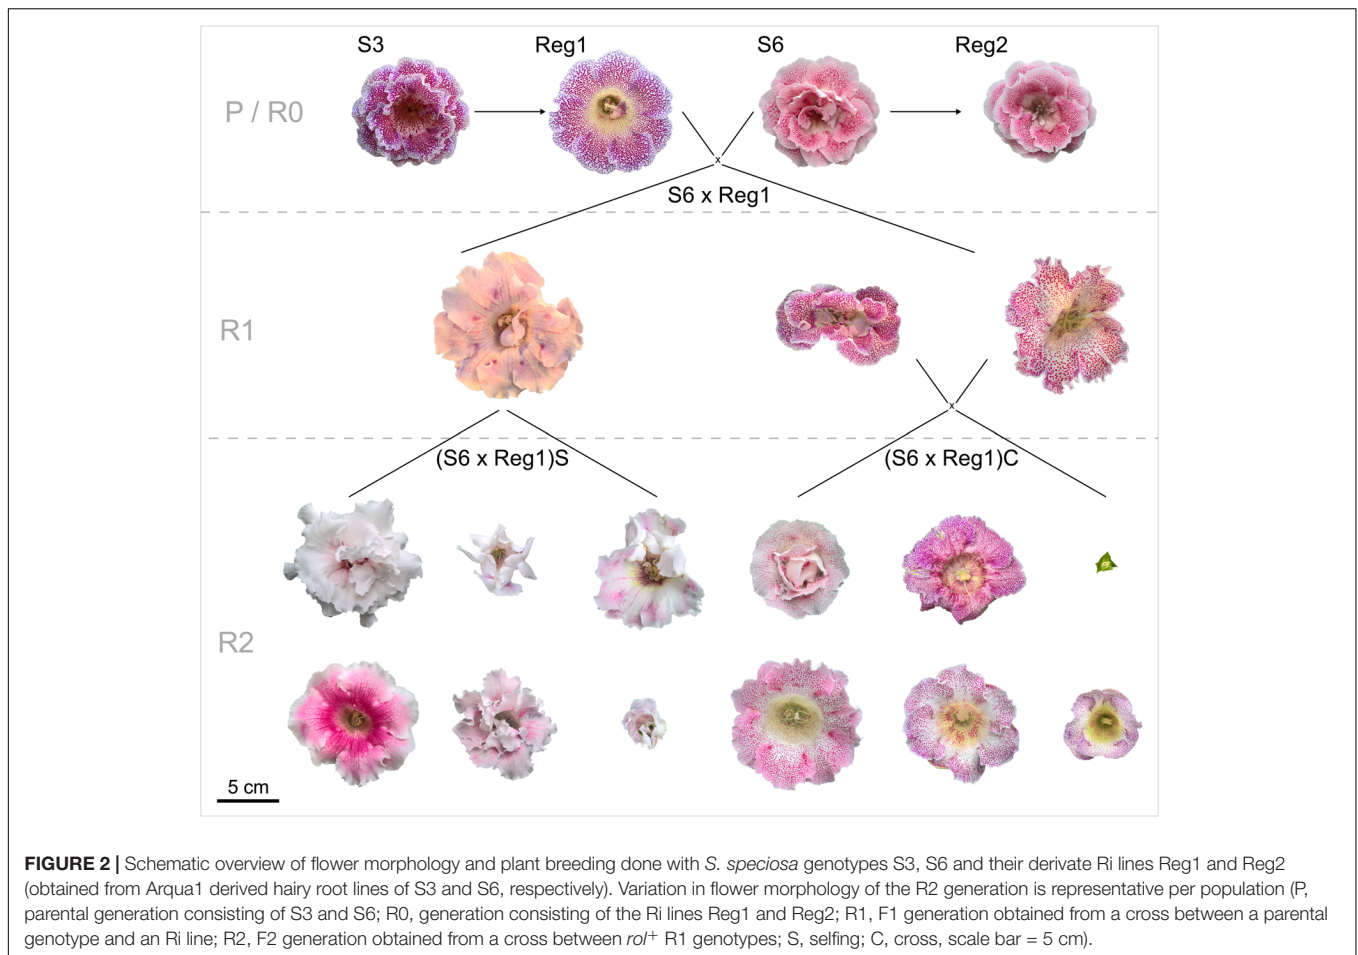 S3 Reg1 S6 Reg2
P / R0
x
S6 x Reg1
R1
x
(S6 x Reg1)S (S6 x Reg1)C
R2
5 cm
FIGURE 2 | Schematic overview of flower morphology and plant breeding done with S. speciosa genotypes S3, S6 and their derivate Ri lines Reg1 and Reg2
(obtained from Arqua1 derived hairy root lines of S3 and S6, respectively). Variation in flower morphology of the R2 generation is representative per population (P,
parental generation consisting of S3 and S6; R0, generation consisting of the Ri lines Reg1 and Reg2; R1, F1 generation obtained from a cross between a parental
genotype and an Ri line; R2, F2 generation obtained from a cross between rol+ R1 genotypes; S, selfing; C, cross, scale bar = 5 cm).